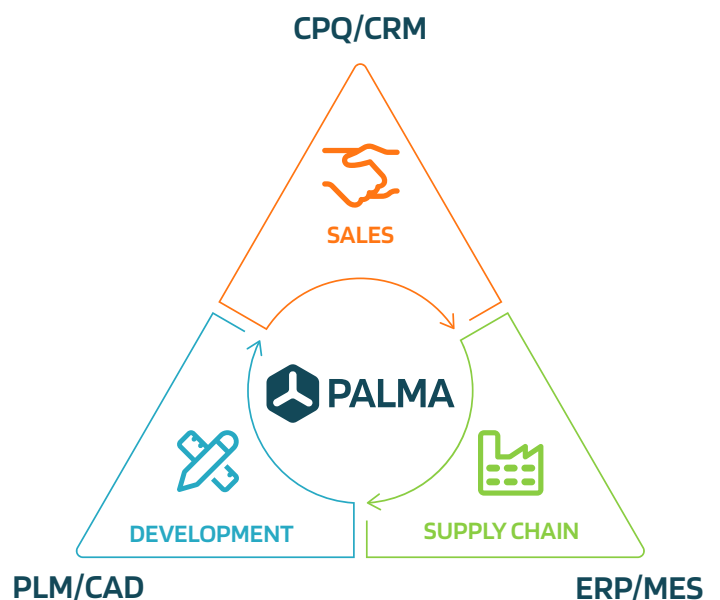 CPQ/CRM
SALES
PALMA
DEVELOPMENT
SUPPLY CHAIN
PLM/CAD
ERP/MES